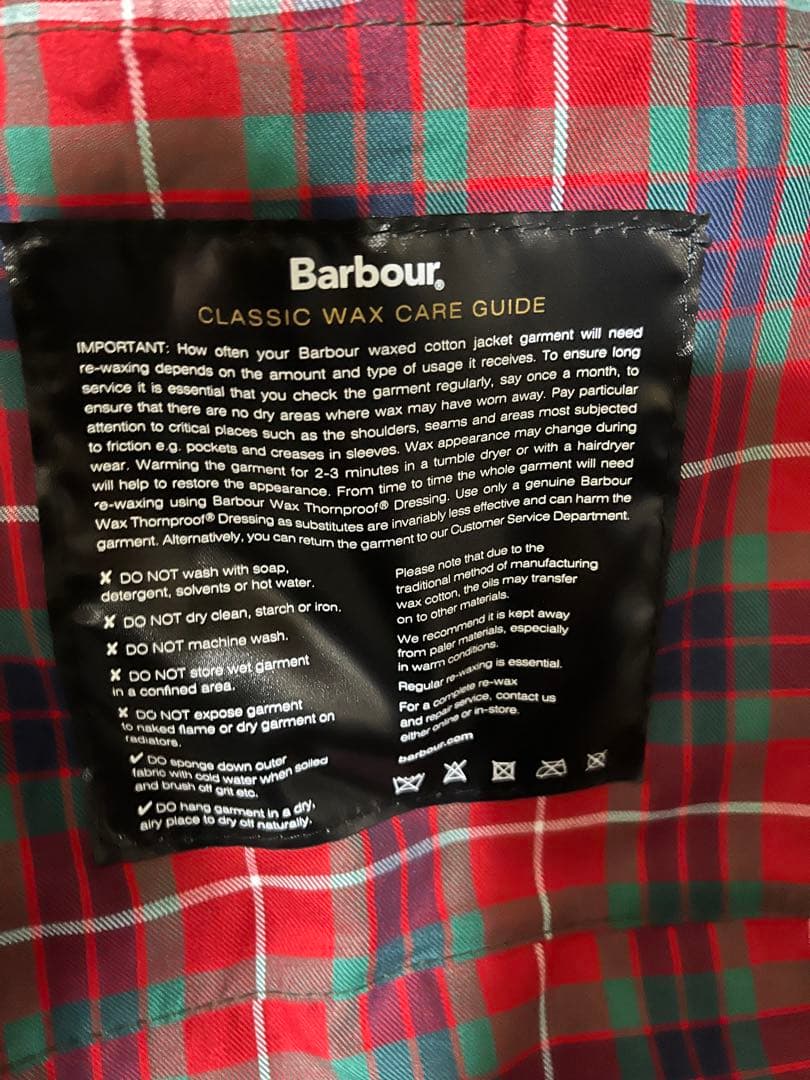 Barbour®
CLASSIC WAX CARE GUIDE
IMPORTANT: How often your Barbour waxed cotton jacket garment will need
re-waxing depends on the amount and type of usage it receives. To ensure long
service it is essential that you check the garment regularly, say once a month, to
ensure that there are no dry areas where wax may have worn away. Pay particular
attention to critical places such as the shoulders, seams and areas most subjected
to friction e.g. pockets and creases in sleeves. Wax appearance may change during
wear. Warming the garment for 2-3 minutes in a tumble dryer or with a hairdryer
will help to restore the appearance. From time to time the whole garment will need
re-waxing using Barbour Wax Thornproof® Dressing. Use only a genuine Barbour
Wax Thornproof® Dressing as substitutes are invariably less effective and can harm the
garment. Alternatively, you can return the garment to our Customer Service Department.
✘ DO NOT wash with soap,
detergent, solvents or hot water.
✘ DO NOT dry clean, starch or iron.
✘ DO NOT machine wash.
✘ DO NOT store wet garment
in a confined area.
✘ DO NOT expose garment
to naked flame or dry garment on
radiators.
✔ DO sponge down outer
fabric with cold water when soiled
and brush off grit etc.
✔ DO hang garment in a dry,
airy place to dry off naturally.
Please note that due to the
traditional method of manufacturing
wax cotton, the oils may transfer
on to other materials.
We recommend it is kept away
from paler materials, especially
in warm conditions.
Regular re-waxing is essential.
For a complete re-wax
and repair service, contact us
either online or in-store.
barbour.com